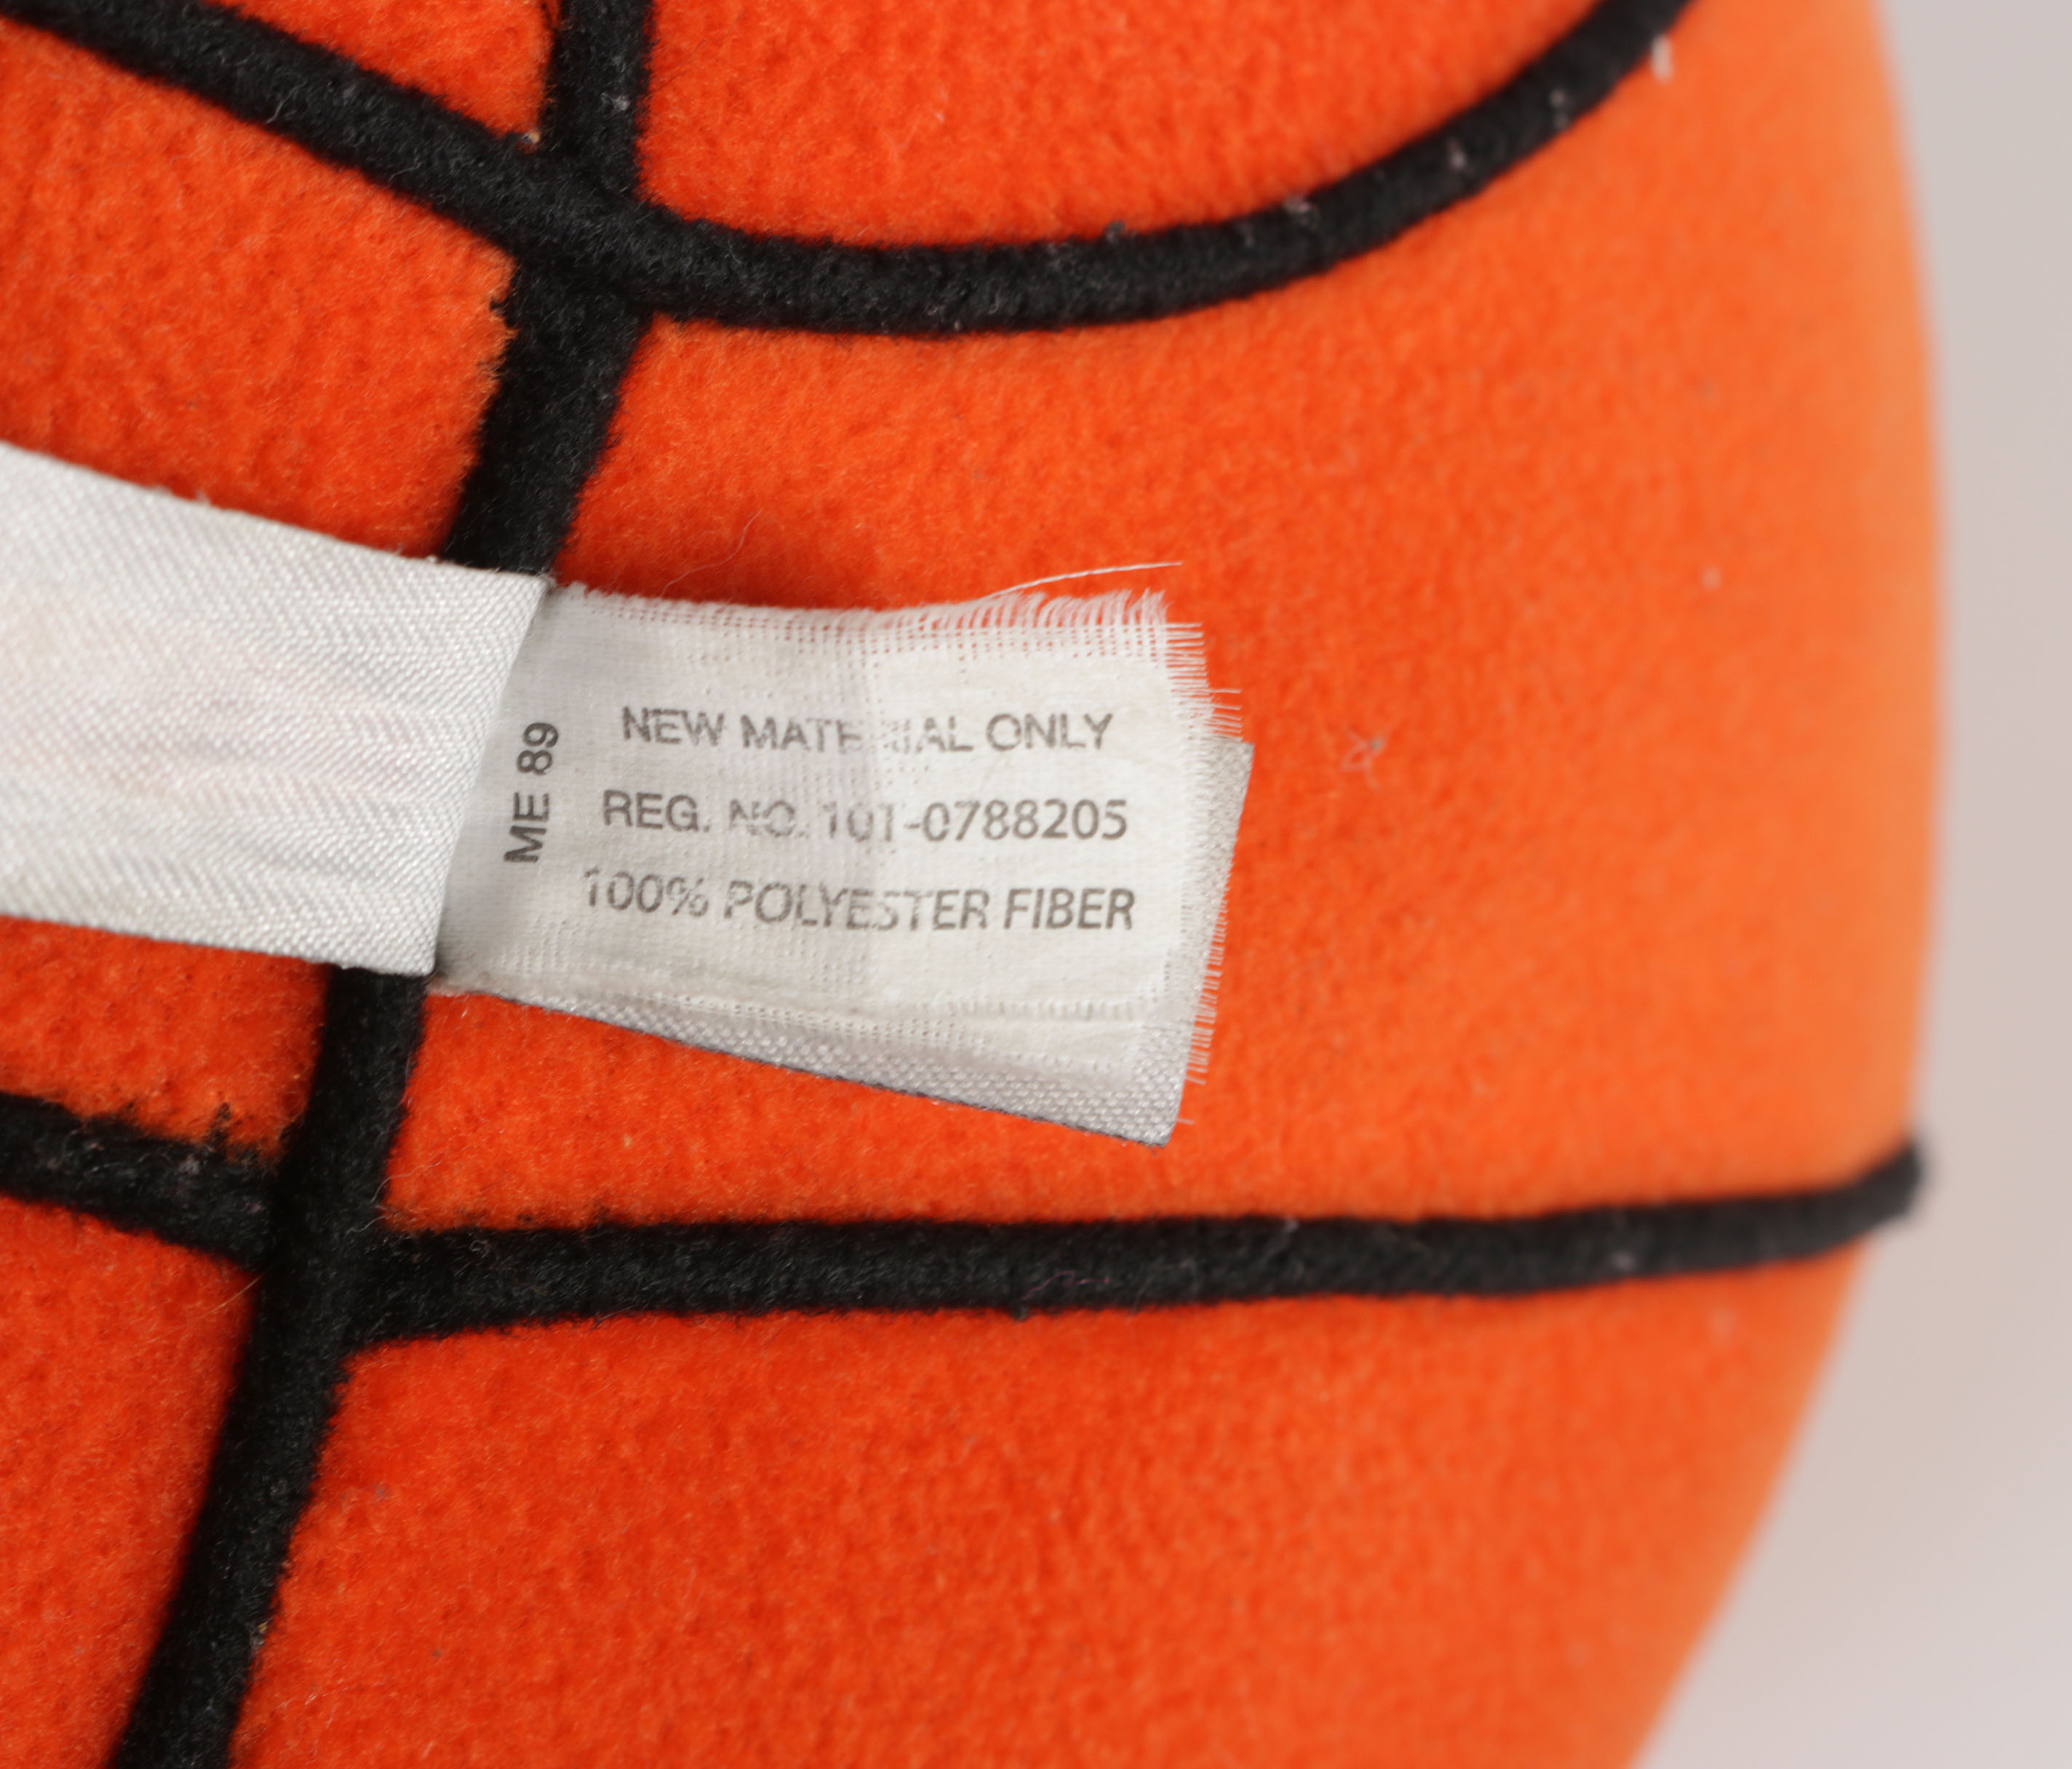 NEW MATERIAL ONLY
REG. NO. 101-0788205
100% POLYESTER FIBER
ME 89